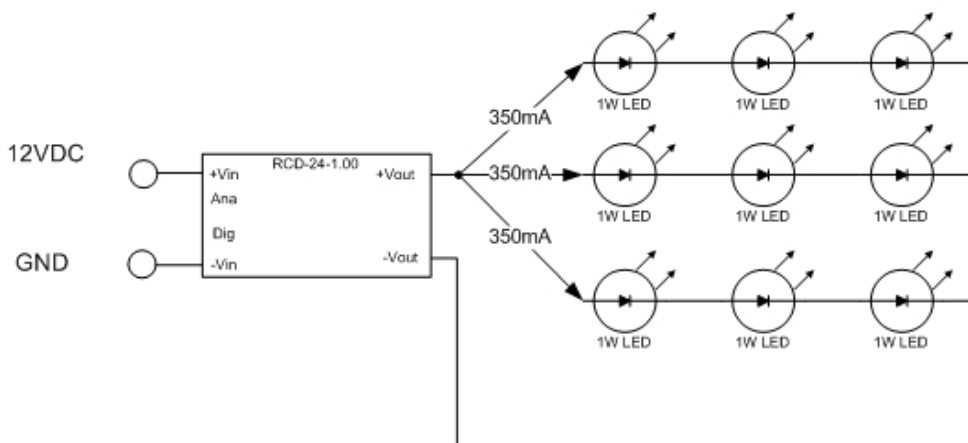 1W LED 1W LED 1W LED
350mA
12VDC
RCD-24-1.00
+Vin +Vout
350mA
Ana
1W LED 1W LED 1W LED
Dig
350mA
GND
-Vin -Vout
1W LED 1W LED 1W LED